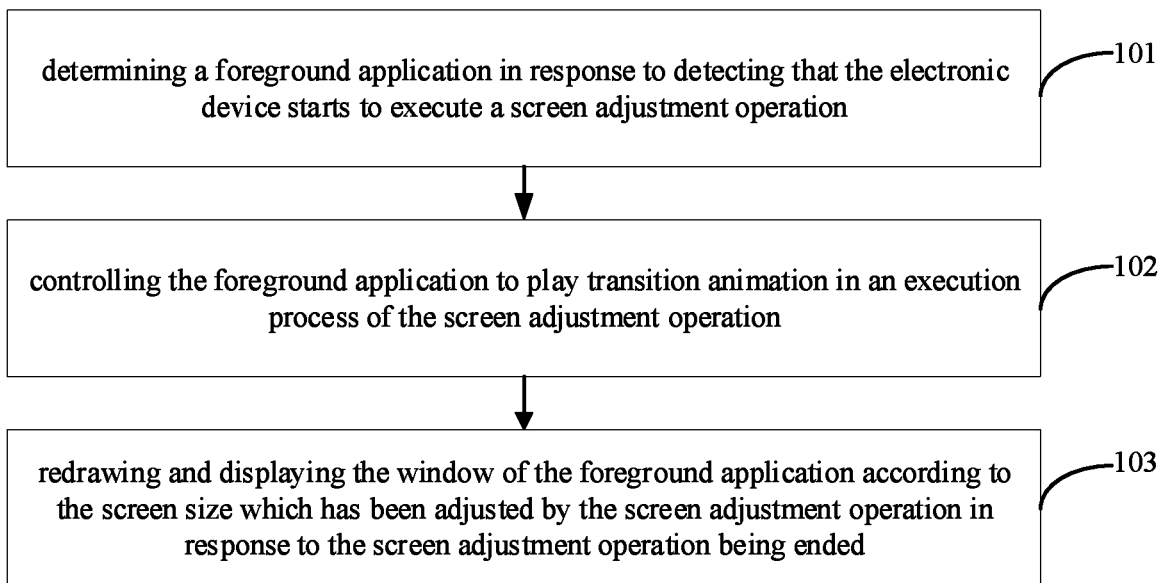 determining a foreground application in response to detecting that the electronic
device starts to execute a screen adjustment operation
101
controlling the foreground application to play transition animation in an execution
process of the screen adjustment operation
102
redrawing and displaying the window of the foreground application according to
the screen size which has been adjusted by the screen adjustment operation in
response to the screen adjustment operation being ended
103